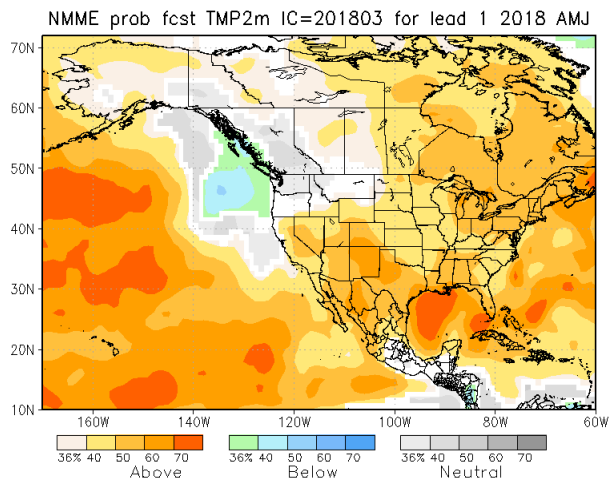 NMME prob fcst TMP2m IC=201803 for lead 1 2018 AMJ
70N
60N
50N
40N
30N
20N
10N
160W 140W 120W 100W 80W 60W
36% 40 50 60 70 36% 40 50 60 70 36% 40 50 60 70
Above Below Neutral